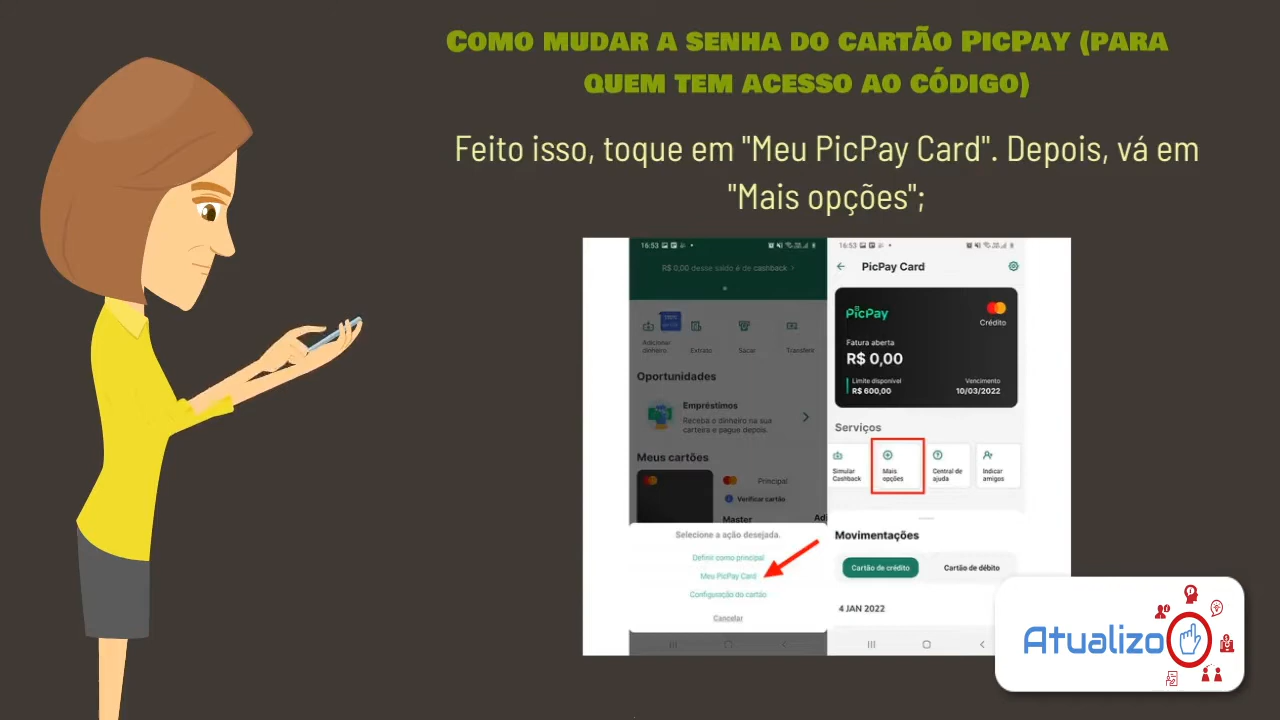 Como mudar a senha do cartão PicPay (para
quem tem acesso ao código)
Feito isso, toque em "Meu PicPay Card". Depois, vá em
"Mais opções";
16:53
R$ 0,00 desse saldo é de cashback
Adicionar
dinheiro
Extrato
Sacar
Transferir
Oportunidades
Empréstimos
Receba o dinheiro na sua
carteira e pague depois.
Meus cartões
Principal
Verificar cartão
Master
Adi
Selecione a ação desejada.
Definir como principal
Meu PicPay Card
Configuração do cartão
Cancelar
16:53
PicPay Card
PicPay
Crédito
Fatura aberta
R$ 0,00
Limite disponível
R$ 600,00
Vencimento
10/03/2022
Serviços
Simular
Cashback
Mais
opções
Central de
ajuda
Indicar
amigos
Movimentações
Cartão de crédito
Cartão de débito
4 JAN 2022
Atualizo